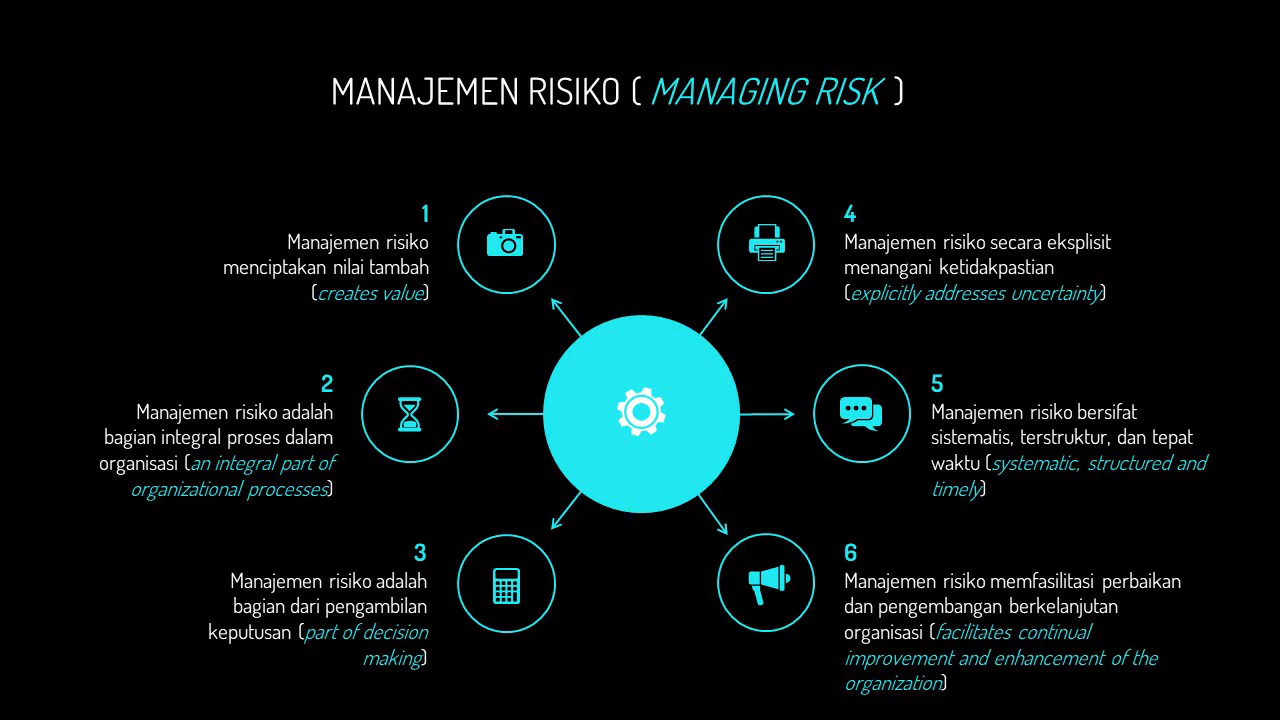 MANAJEMEN RISIKO ( MANAGING RISK )
1
Manajemen risiko
menciptakan nilai tambah
(creates value)
2
Manajemen risiko adalah
bagian integral proses dalam
organisasi (an integral part of
organizational processes)
3
Manajemen risiko adalah
bagian dari pengambilan
keputusan (part of decision
making)
4
Manajemen risiko secara eksplisit
menangani ketidakpastian
(explicitly addresses uncertainty)
5
Manajemen risiko bersifat
sistematis, terstruktur, dan tepat
waktu (systematic, structured and
timely)
6
Manajemen risiko memfasilitasi perbaikan
dan pengembangan berkelanjutan
organisasi (facilitates continual
improvement and enhancement of the
organization)